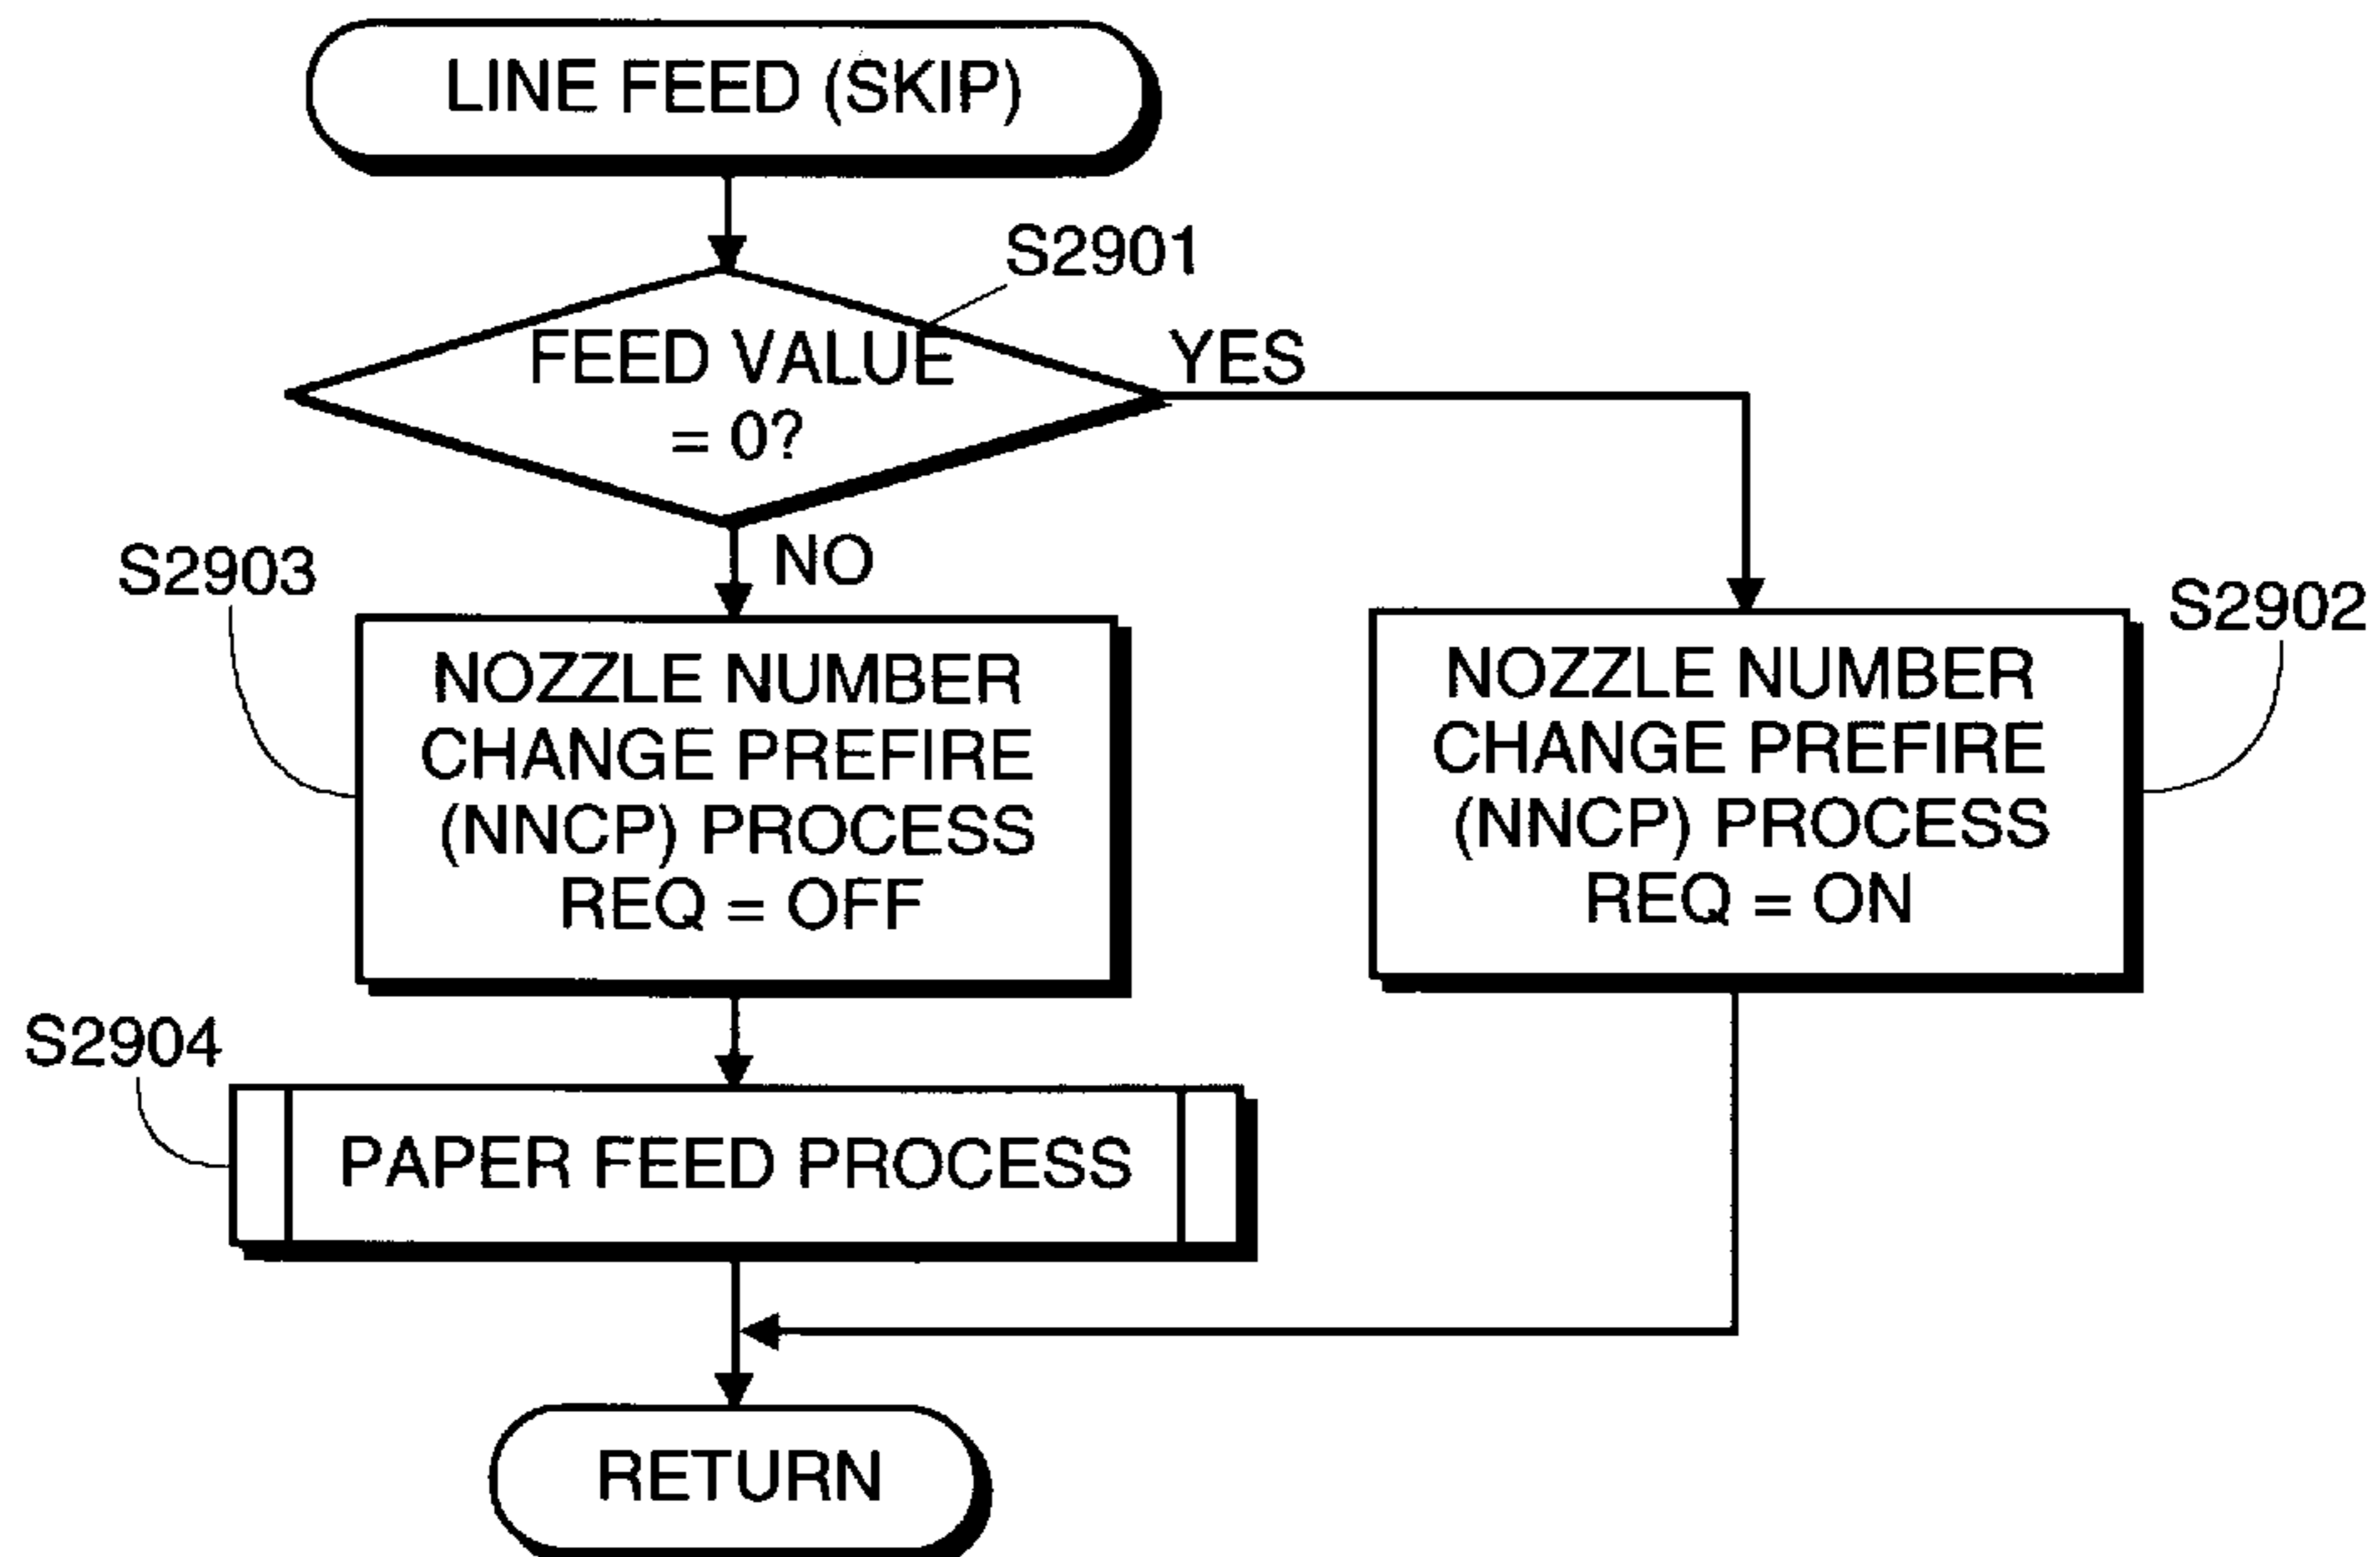 LINE FEED (SKIP)
S2901
FEED VALUE
= 0?
YES
NO
S2903
NOZZLE NUMBER
CHANGE PREFIRE
(NNCP) PROCESS
REQ = OFF
S2902
NOZZLE NUMBER
CHANGE PREFIRE
(NNCP) PROCESS
REQ = ON
S2904
PAPER FEED PROCESS
RETURN